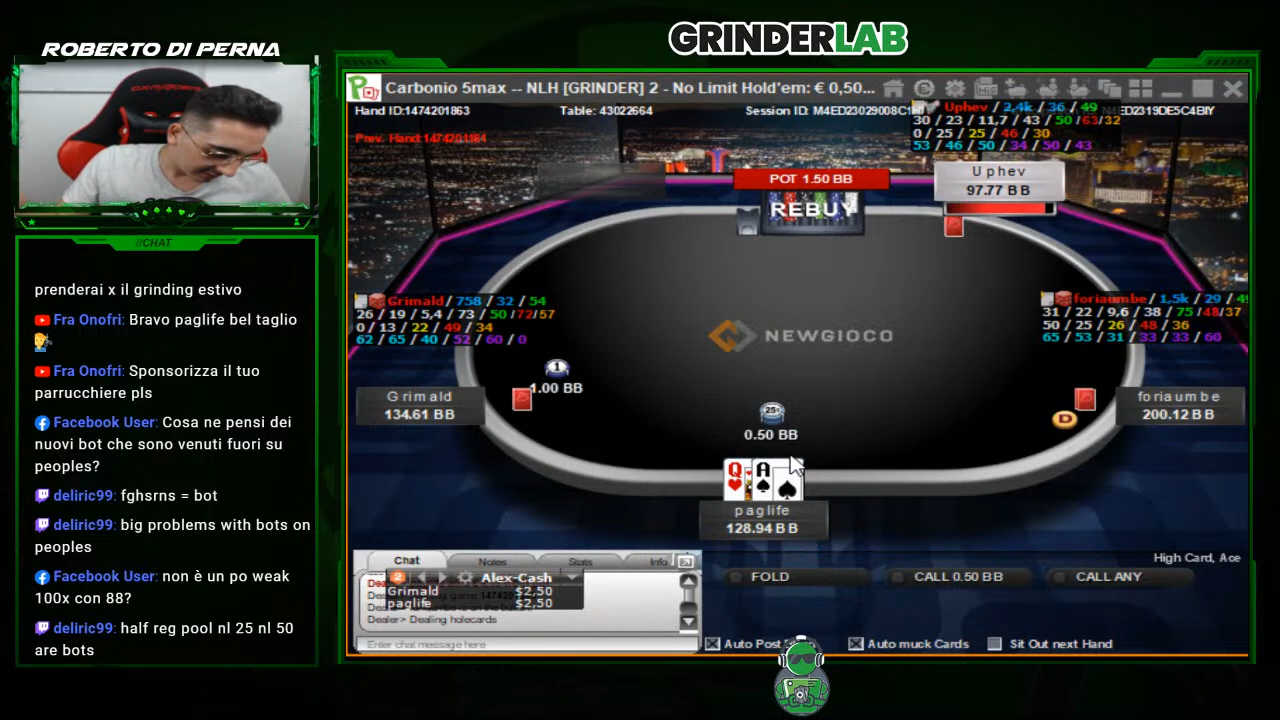 ROBERTO DI PERNA
GRINDERLAB
//CHAT
prenderai x il grinding estivo
Fra Onofri: Bravo paglife bel taglio
Fra Onofri: Sponsorizza il tuo
parrucchiere pls
Facebook User: Cosa ne pensi dei
nuovi bot che sono venuti fuori su
peoples?
deliric99: fghsrns = bot
deliric99: big problems with bots on
peoples
Facebook User: non è un po weak
100x con 88?
deliric99: half reg pool nl 25 nl 50
are bots
Carbonio 5max -- NLH [GRINDER] 2 - No Limit Hold'em: € 0,50...
Hand ID:1474201863
Table: 43022664
Session ID: M4ED23029008C1
ED2319DE5C4BIY
Prev. Hand:1474201164
Uphev / 2,4k / 36 / 49
30 / 23 / 11,7 / 43 / 50 /63/32
0 / 25 / 25 / 46 / 30
53 / 46 / 50 / 34 / 50 / 43
POT 1.50 BB
REBUY
Uphev
97.77 BB
Grimald/ 758 / 32 / 54
26 / 19 / 5,4 / 73 / 50 /72/57
0 / 13 / 22 / 49 / 34
62 / 65 / 40 / 52 / 60 / 0
foriaumbe/ 1,5k / 29 / 4
31 / 22 / 9,6 / 38 / 75 /48/37
50 / 25 / 26 / 48 / 36
65 / 53 / 31 / 33 / 33 / 60
NEWGIOCO
1
1.00 BB
Grimald
134.61 BB
D
foriaumbe
200.12 BB
25
0.50 BB
Q A
paglife
128.94 BB
High Card, Ace
Chat
Notes
Stats
Info
2
Alex-Cash
Grimald $2,50
paglife $2,50
Dealer> Dealing holecards
Enter chat message here
FOLD
CALL 0.50 BB
CALL ANY
Auto Post
Auto muck Cards
Sit Out next Hand